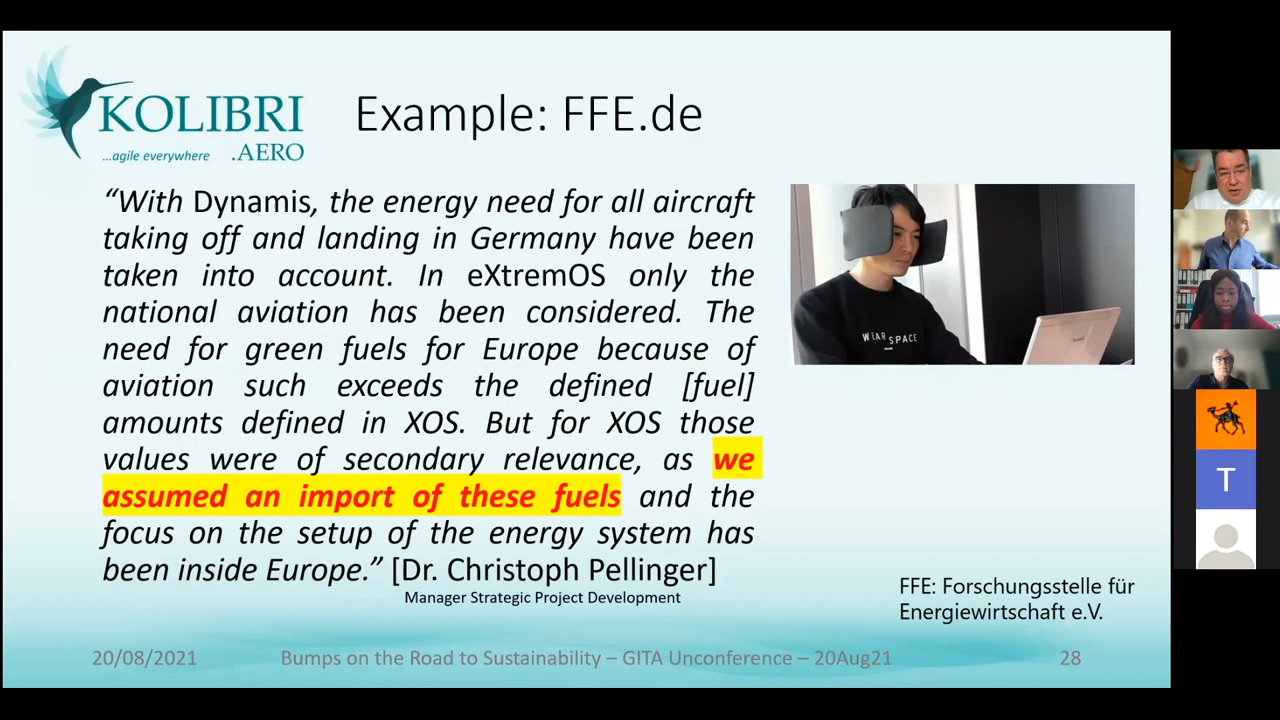 KOLIBRI
...agile everywhere .AERO
Example: FFE.de
“With Dynamis, the energy need for all aircraft
taking off and landing in Germany have been
taken into account. In eXtremOS only the
national aviation has been considered. The
need for green fuels for Europe because of
aviation such exceeds the defined [fuel]
amounts defined in XOS. But for XOS those
values were of secondary relevance, as we
assumed an import of these fuels and the
focus on the setup of the energy system has
been inside Europe.” [Dr. Christoph Pellinger]
Manager Strategic Project Development
WEAR SPACE
FFE: Forschungsstelle für
Energiewirtschaft e.V.
20/08/2021 Bumps on the Road to Sustainability – GITA Unconference – 20Aug21 28
T